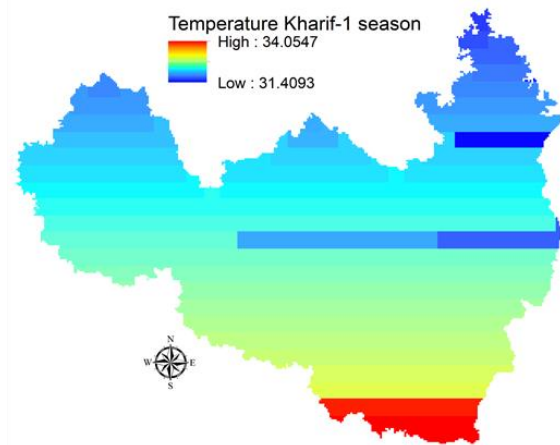 Temperature Kharif-1 season
High : 34.0547
Low : 31.4093
N
W E
S